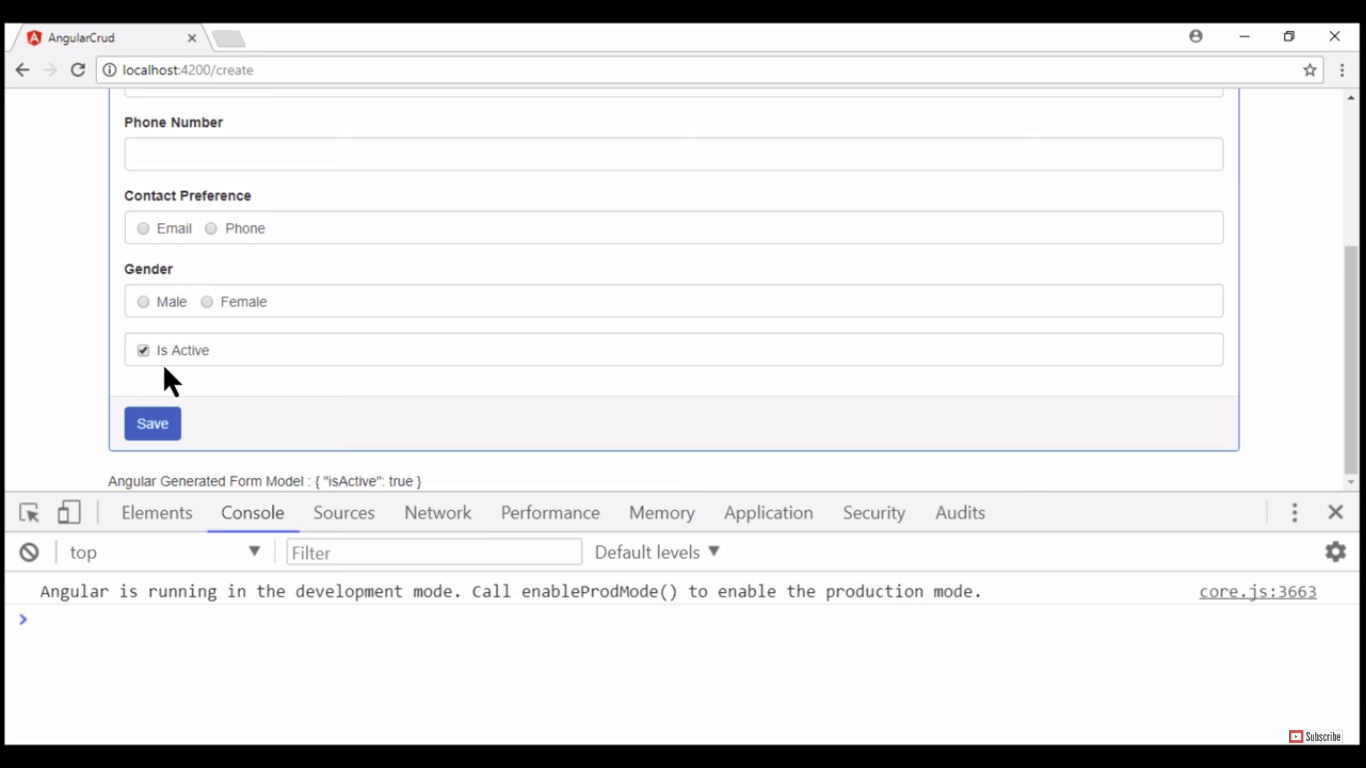 AngularCrud
localhost:4200/create
Phone Number
Contact Preference
Email Phone
Gender
Male Female
Is Active
Save
Angular Generated Form Model : { "isActive": true }
Elements Console Sources Network Performance Memory Application Security Audits
top Filter Default levels
Angular is running in the development mode. Call enableProdMode() to enable the production mode. core.js:3663
Subscribe